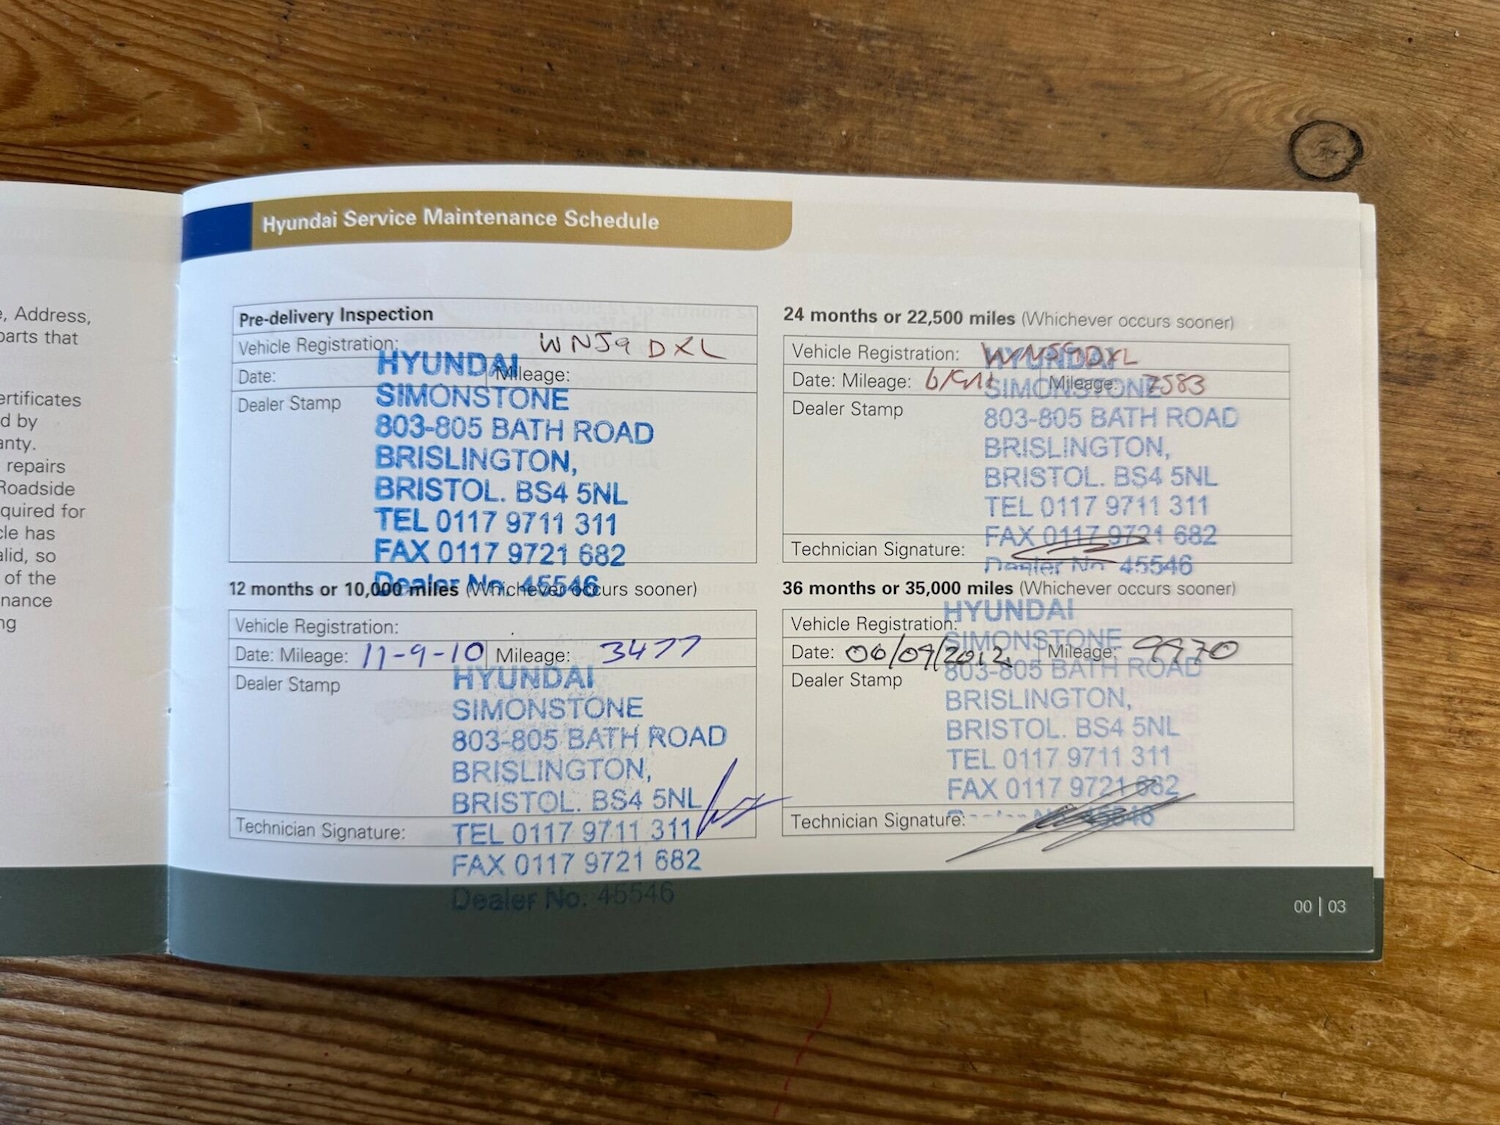 , Address,
parts that
ertificates
d by
anty.
repairs
Roadside
quired for
cle has
alid, so
of the
nance
ng
Hyundai Service Maintenance Schedule
Pre-delivery Inspection
Vehicle Registration: WNJ9 DXL
Date: Mileage:
Dealer Stamp
HYUNDAI
SIMONSTONE
803-805 BATH ROAD
BRISLINGTON,
BRISTOL. BS4 5NL
TEL 0117 9711 311
FAX 0117 9721 682
Dealer No. 45546
12 months or 10,000 miles (Whichever occurs sooner)
Vehicle Registration:
Date: Mileage: 11-9-10 Mileage: 3477
Dealer Stamp
HYUNDAI
SIMONSTONE
803-805 BATH ROAD
BRISLINGTON,
BRISTOL. BS4 5NL
TEL 0117 9711 311
FAX 0117 9721 682
Dealer No. 45546
Technician Signature:
24 months or 22,500 miles (Whichever occurs sooner)
Vehicle Registration: WN59DXL
Date: Mileage: Mileage: 7583
Dealer Stamp
HYUNDAI
SIMONSTONE
803-805 BATH ROAD
BRISLINGTON,
BRISTOL. BS4 5NL
TEL 0117 9711 311
FAX 0117 9721 682
Dealer No. 45546
Technician Signature:
36 months or 35,000 miles (Whichever occurs sooner)
Vehicle Registration:
Date: 06/09/2012 Mileage: 9970
Dealer Stamp
HYUNDAI
SIMONSTONE
803-805 BATH ROAD
BRISLINGTON,
BRISTOL. BS4 5NL
TEL 0117 9711 311
FAX 0117 9721 682
Technician Signature:
00 | 03